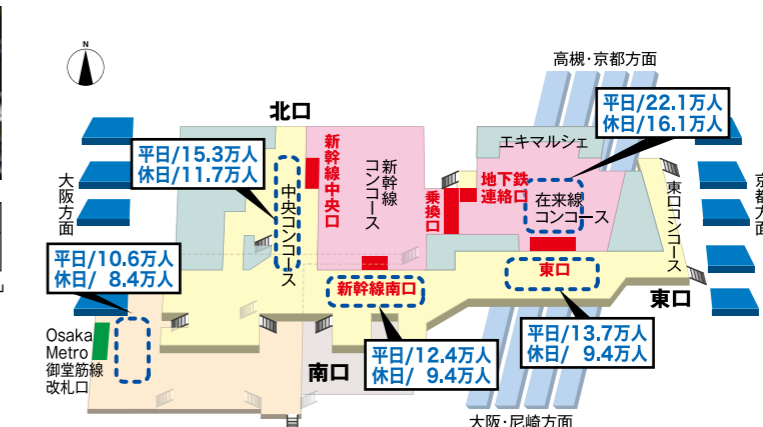 N
高槻・京都方面
北口
平日/22.1万人
休日/16.1万人
平日/15.3万人
休日/11.7万人
エキマルシェ
新幹線中央口
新幹線
コンコース
大阪方面
中央コンコース
乗換口
地下鉄
連絡口
在来線
コンコース
東口コンコース
京都方面
平日/10.6万人
休日/ 8.4万人
東口
新幹線南口
東口
Osaka
Metro
御堂筋線
改札口
南口
平日/12.4万人
休日/ 9.4万人
平日/13.7万人
休日/ 9.4万人
大阪・尼崎方面